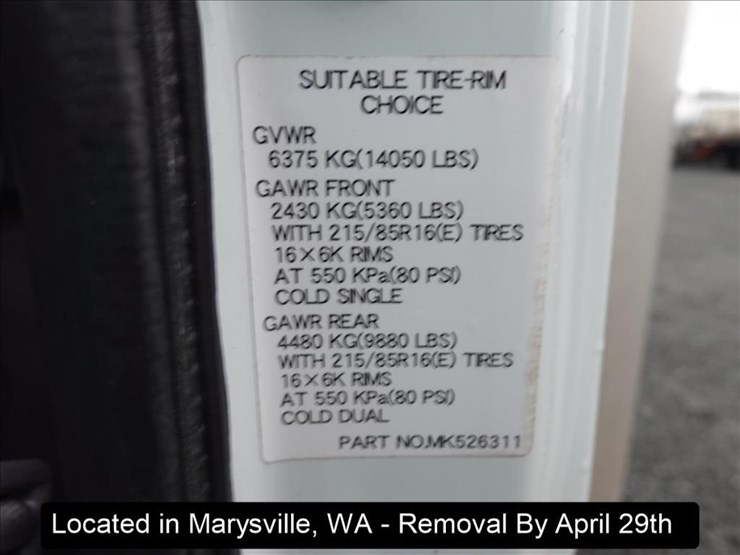 SUITABLE TIRE-RIM
CHOICE
GVWR
6375 KG(14050 LBS)
GAWR FRONT
2430 KG(5360 LBS)
WITH 215/85R16(E) TIRES
16×6K RIMS
AT 550 KPa(80 PSI)
COLD SINGLE
GAWR REAR
4480 KG(9880 LBS)
WITH 215/85R16(E) TIRES
16×6K RIMS
AT 550 KPa(80 PSI)
COLD DUAL
PART NO.MK526311
Located in Marysville, WA - Removal By April 29th